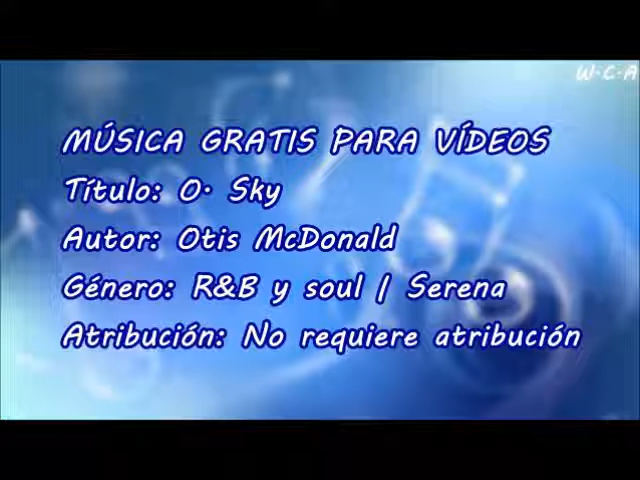 W.C.A
MÚSICA GRATIS PARA VÍDEOS
Título: O. Sky
Autor: Otis McDonald
Género: R&B y soul / Serena
Atribución: No requiere atribución